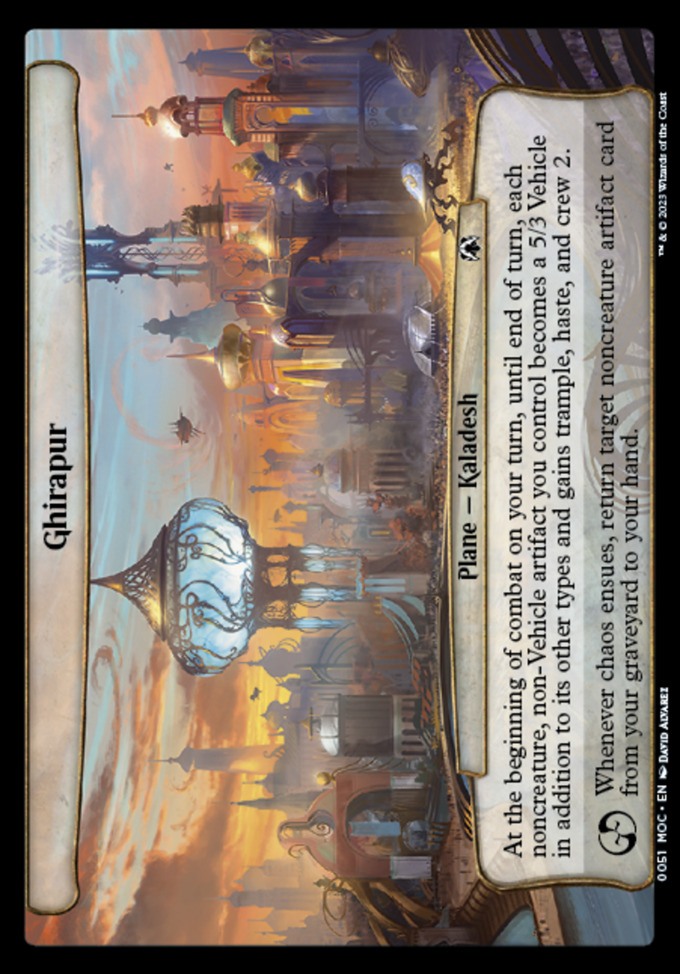 Ghirapur
Plane — Kaladesh
At the beginning of combat on your turn, until end of turn, each
noncreature, non-Vehicle artifact you control becomes a 5/3 Vehicle
in addition to its other types and gains trample, haste, and crew 2.
Whenever chaos ensues, return target noncreature artifact card
from your graveyard to your hand.
0051 MOC • EN DAVID ALVAREZ
™ & © 2023 Wizards of the Coast